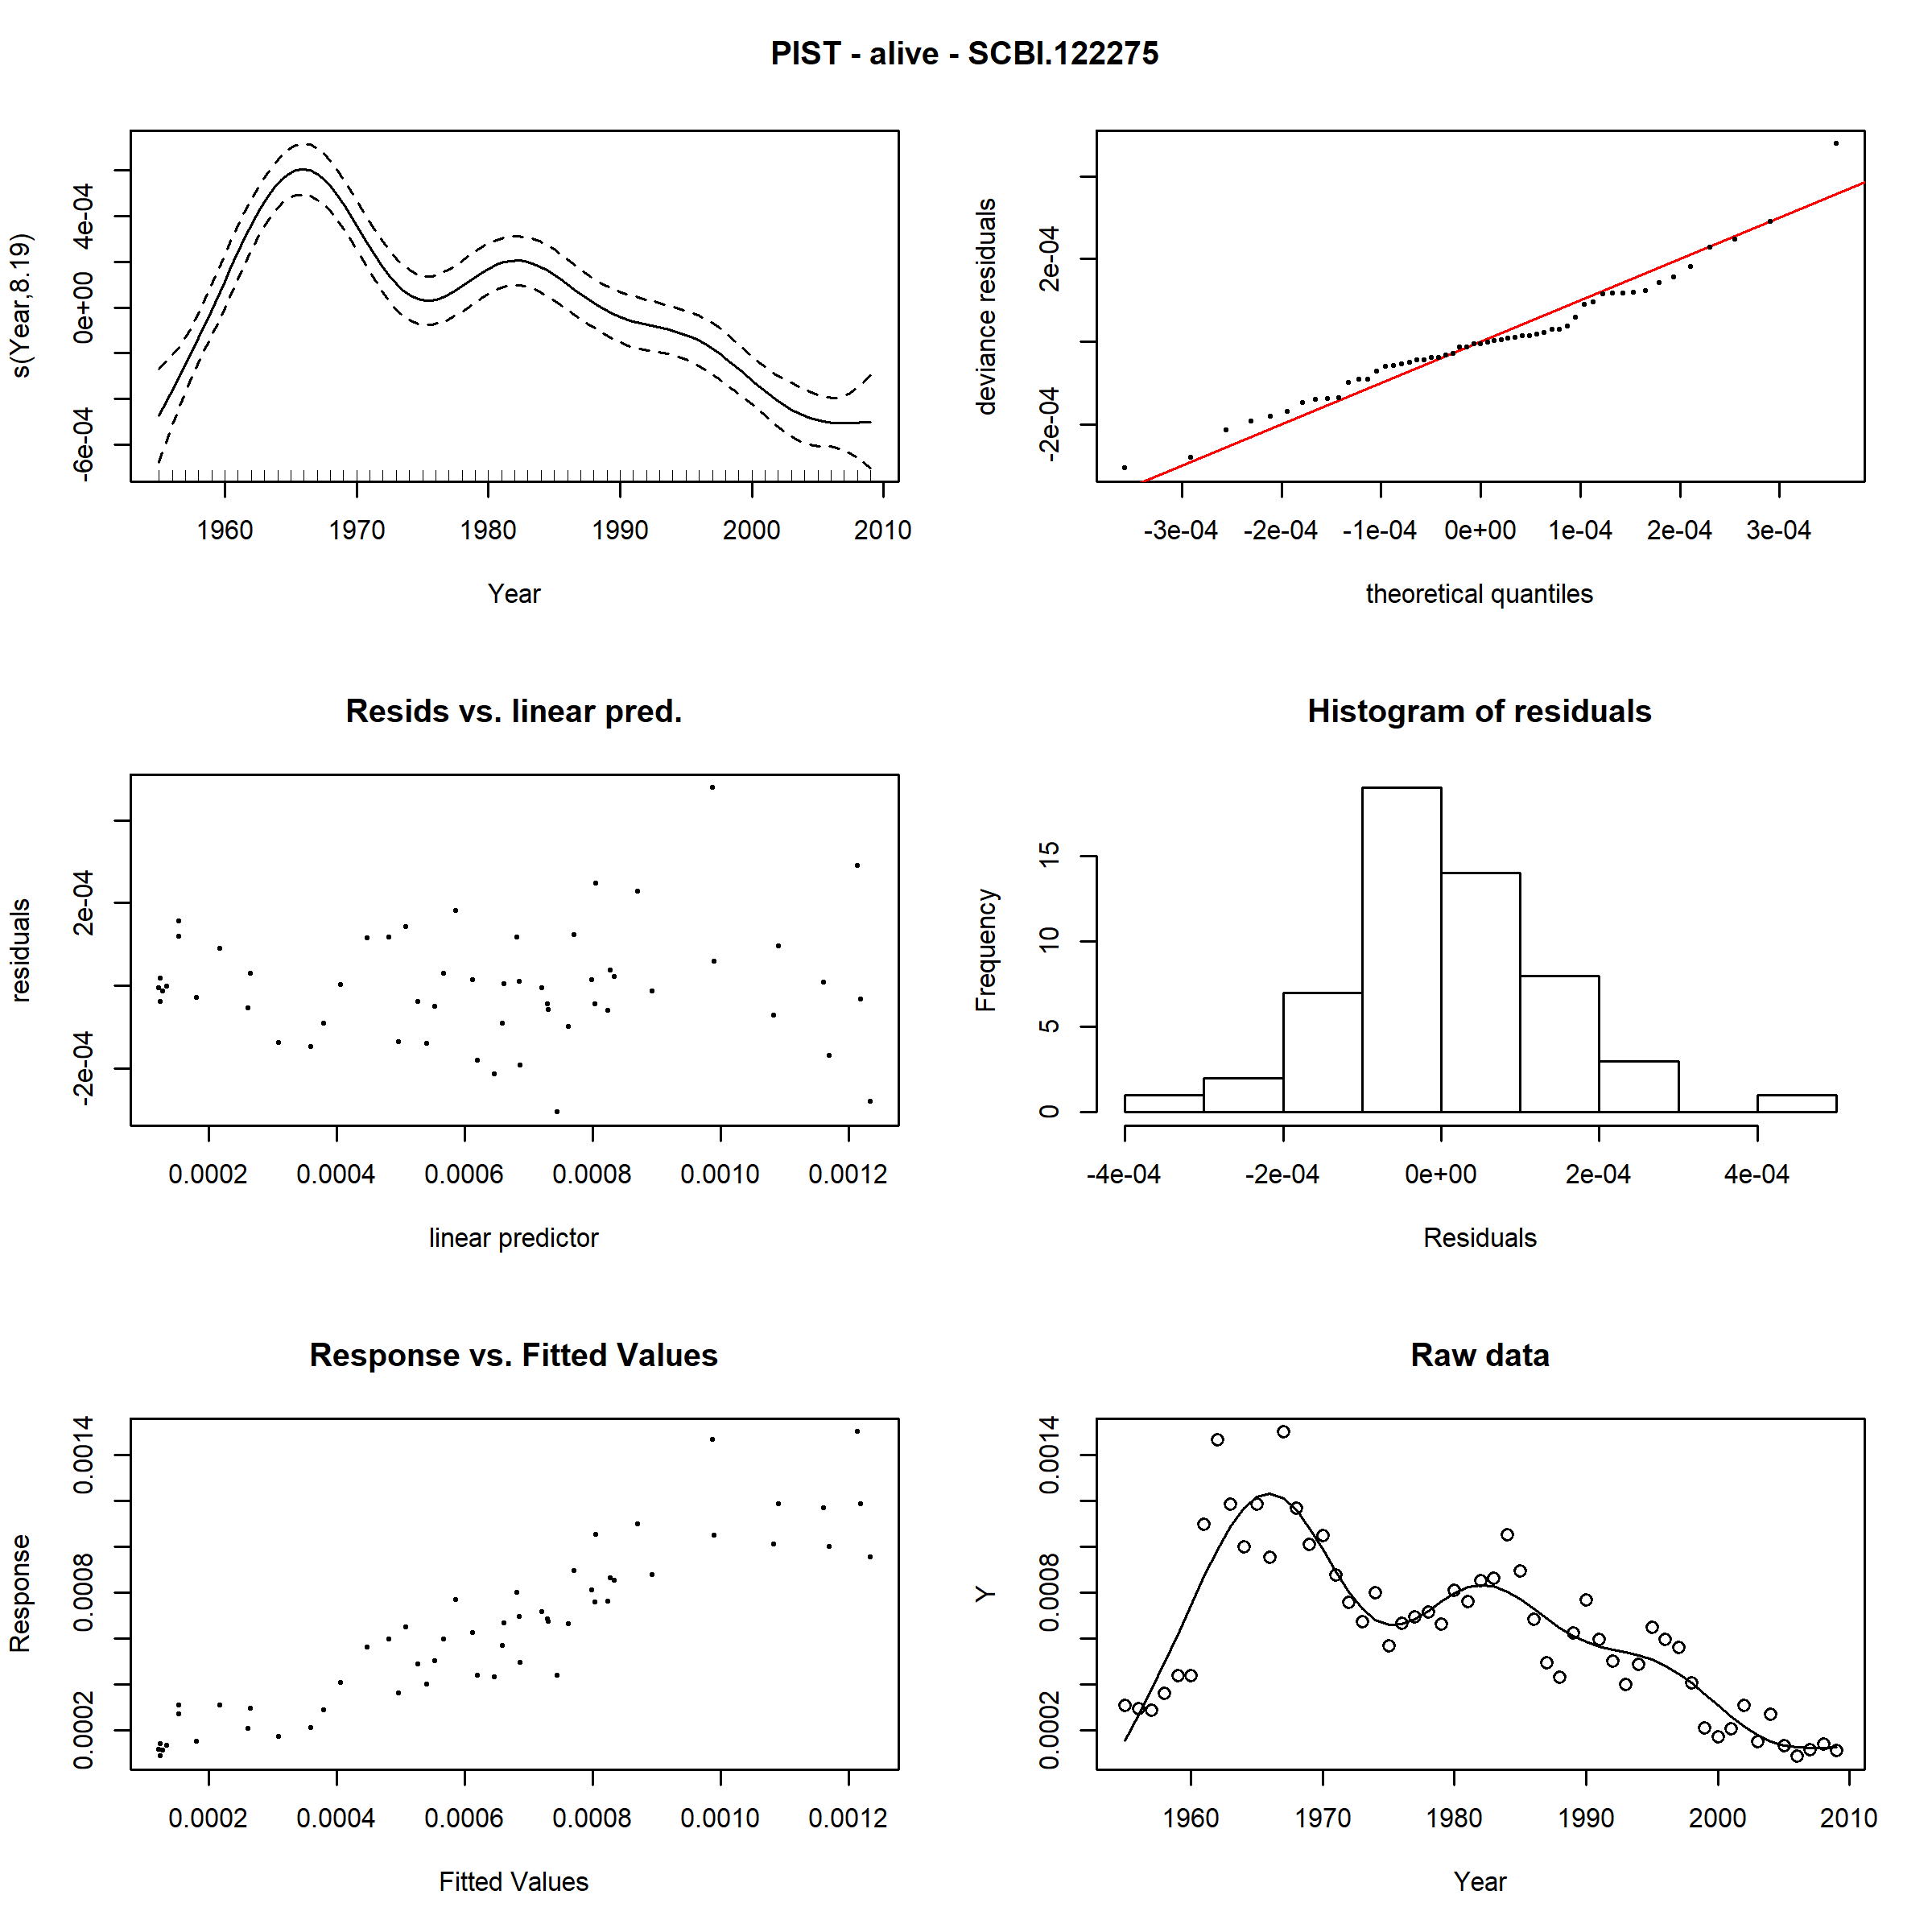 PIST - alive - SCBI.122275
s(Year,8.19)
-6e-04 0e+00 4e-04
1960 1970 1980 1990 2000 2010
Year
deviance residuals
-2e-04 2e-04
-3e-04 -2e-04 -1e-04 0e+00 1e-04 2e-04 3e-04
theoretical quantiles
Resids vs. linear pred.
residuals
-2e-04 2e-04
0.0002 0.0004 0.0006 0.0008 0.0010 0.0012
linear predictor
Histogram of residuals
Frequency
0 5 10 15
-4e-04 -2e-04 0e+00 2e-04 4e-04
Residuals
Response vs. Fitted Values
Response
0.0002 0.0008 0.0014
0.0002 0.0004 0.0006 0.0008 0.0010 0.0012
Fitted Values
Raw data
Y
0.0002 0.0008 0.0014
1960 1970 1980 1990 2000 2010
Year